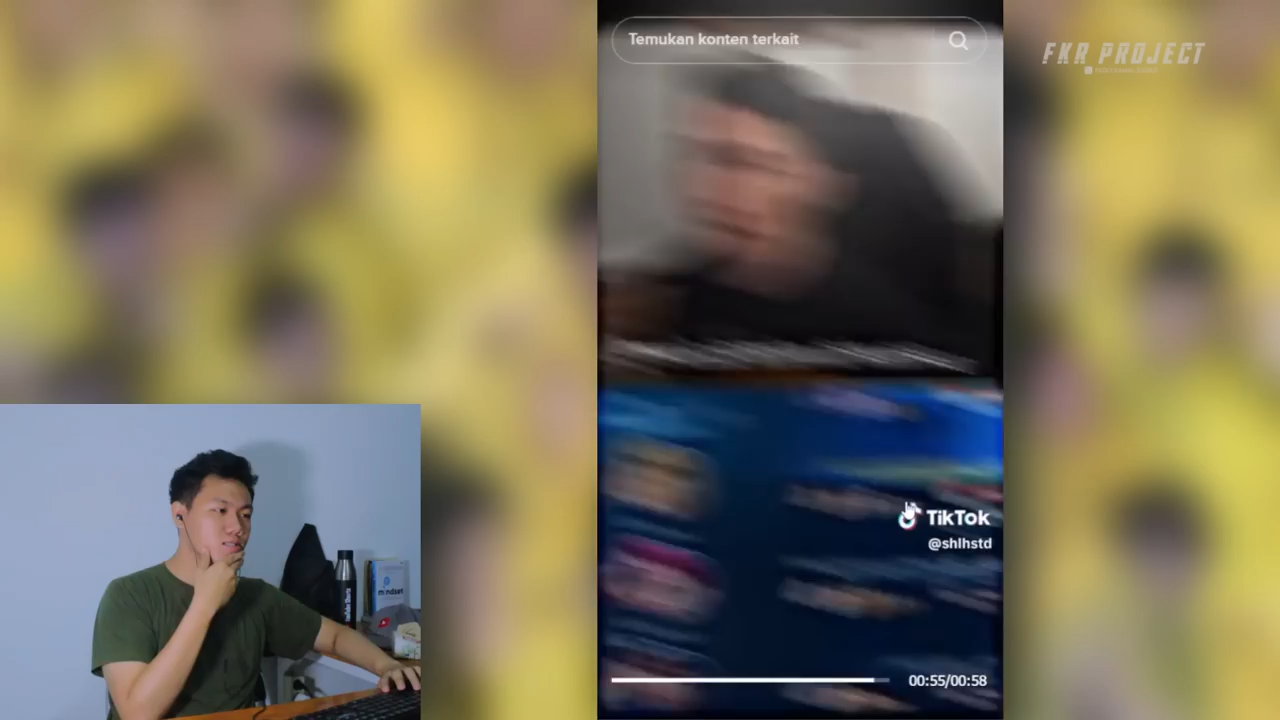 Temukan konten terkait
FKR PROJECT
TikTok
@shlhstd
00:55/00:58
mindset